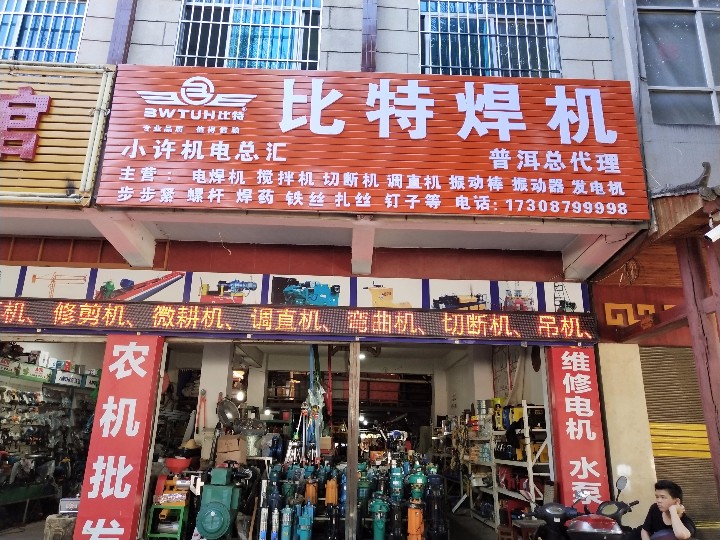 馆
BWTUH比特®
专业品质 值得信赖
比特焊机
小许机电总汇
普洱总代理
主营：电焊机 搅拌机 切断机 调直机 振动棒 振动器 发电机
步步紧 螺杆 焊药 铁丝 扎丝 钉子等 电话：17308799998
机、修剪机、微耕机、调直机、弯曲机、切断机、吊机、
农机批发
维修电机 水泵